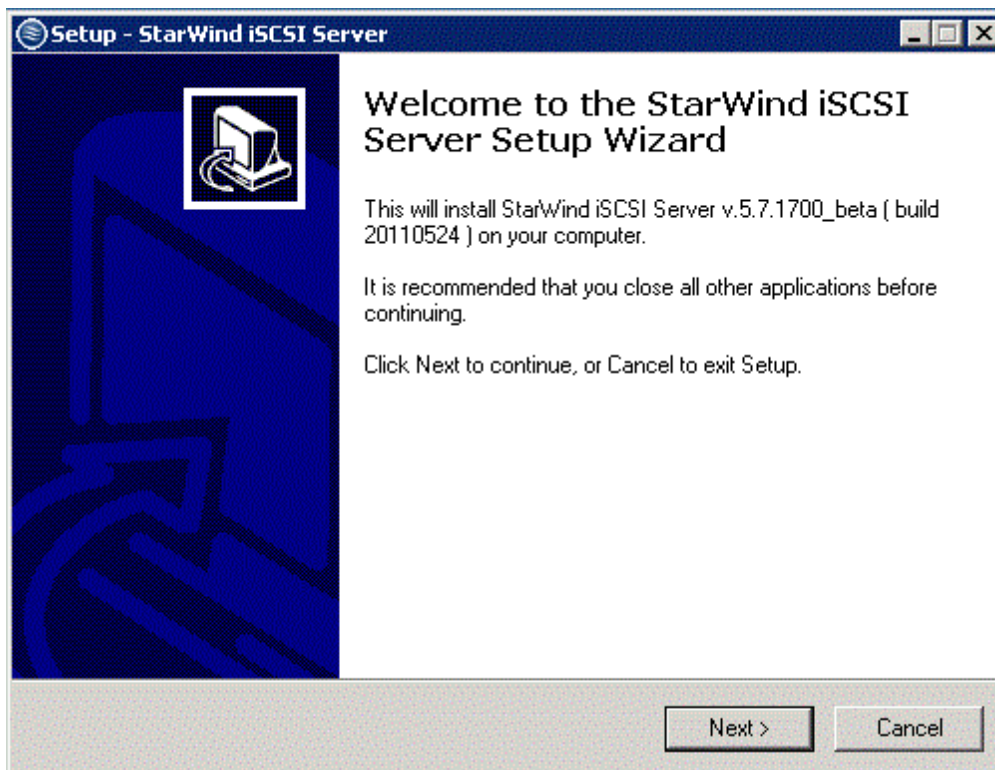 Setup - StarWind iSCSI Server
Welcome to the StarWind iSCSI
Server Setup Wizard
This will install StarWind iSCSI Server v.5.7.1700_beta ( build
20110524 ) on your computer.
It is recommended that you close all other applications before
continuing.
Click Next to continue, or Cancel to exit Setup.
Next >
Cancel